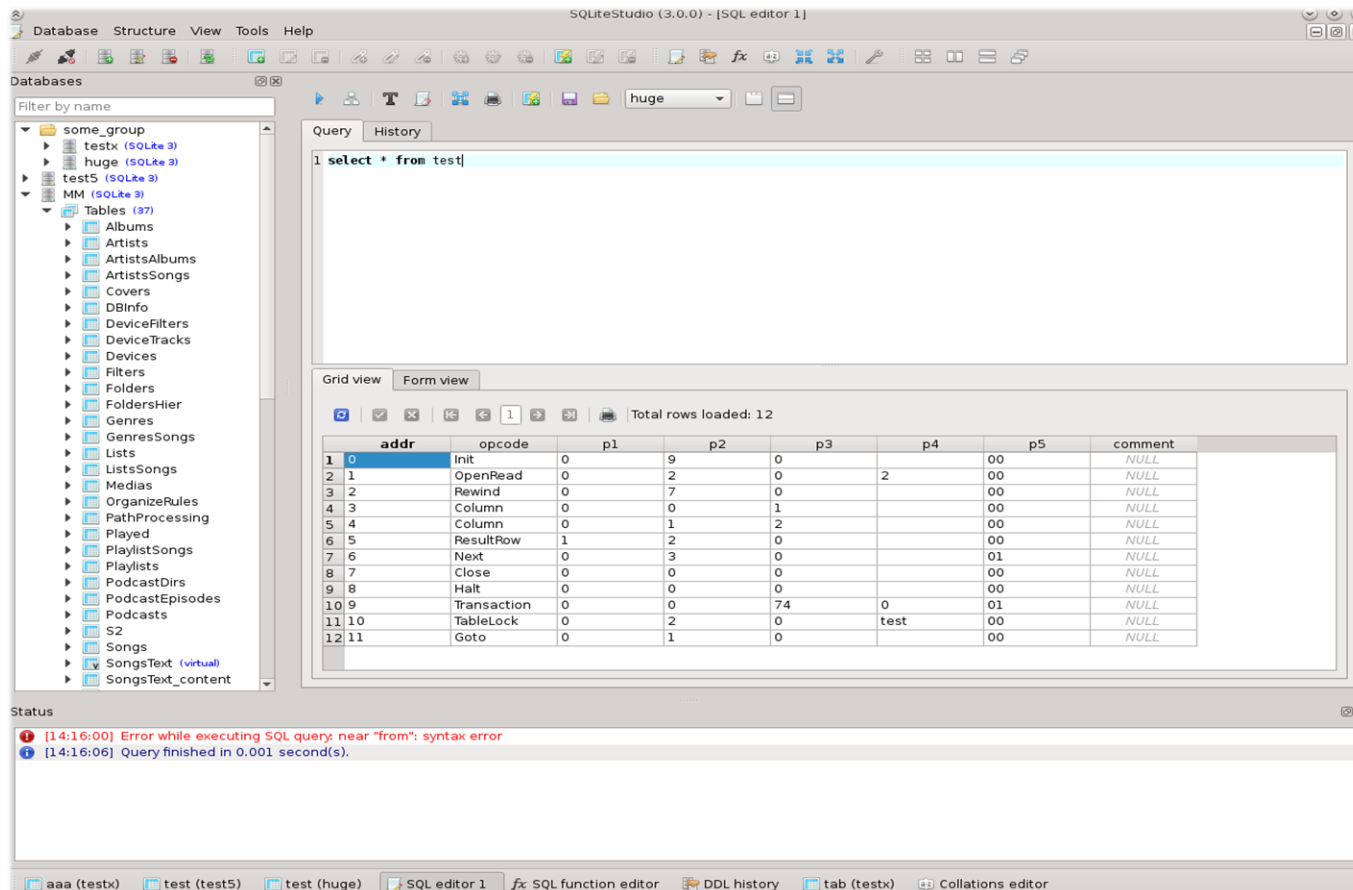 SQLiteStudio (3.0.0) - [SQL editor 1]
Database Structure View Tools Help
Databases
Filter by name
some_group
testx (SQLite 3)
huge (SQLite 3)
test5 (SQLite 3)
MM (SQLite 3)
Tables (37)
Albums
Artists
ArtistsAlbums
ArtistsSongs
Covers
DBInfo
DeviceFilters
DeviceTracks
Devices
Filters
Folders
FoldersHier
Genres
GenresSongs
Lists
ListsSongs
Medias
OrganizeRules
PathProcessing
Played
PlaylistSongs
Playlists
PodcastDirs
PodcastEpisodes
Podcasts
S2
Songs
SongsText (virtual)
SongsText_content
huge
Query History
1 select * from test
Grid view Form view
1 Total rows loaded: 12
addr opcode p1 p2 p3 p4 p5 comment
1 0 Init 0 9 0 00 NULL
2 1 OpenRead 0 2 0 2 00 NULL
3 2 Rewind 0 7 0 00 NULL
4 3 Column 0 0 1 00 NULL
5 4 Column 0 1 2 00 NULL
6 5 ResultRow 1 2 0 00 NULL
7 6 Next 0 3 0 01 NULL
8 7 Close 0 0 0 00 NULL
9 8 Halt 0 0 0 00 NULL
10 9 Transaction 0 0 74 0 01 NULL
11 10 TableLock 0 2 0 test 00 NULL
12 11 Goto 0 1 0 00 NULL
Status
[14:16:00] Error while executing SQL query: near "from": syntax error
[14:16:06] Query finished in 0.001 second(s).
aaa (testx) test (test5) test (huge) SQL editor 1 fx SQL function editor DDL history tab (testx) Collations editor